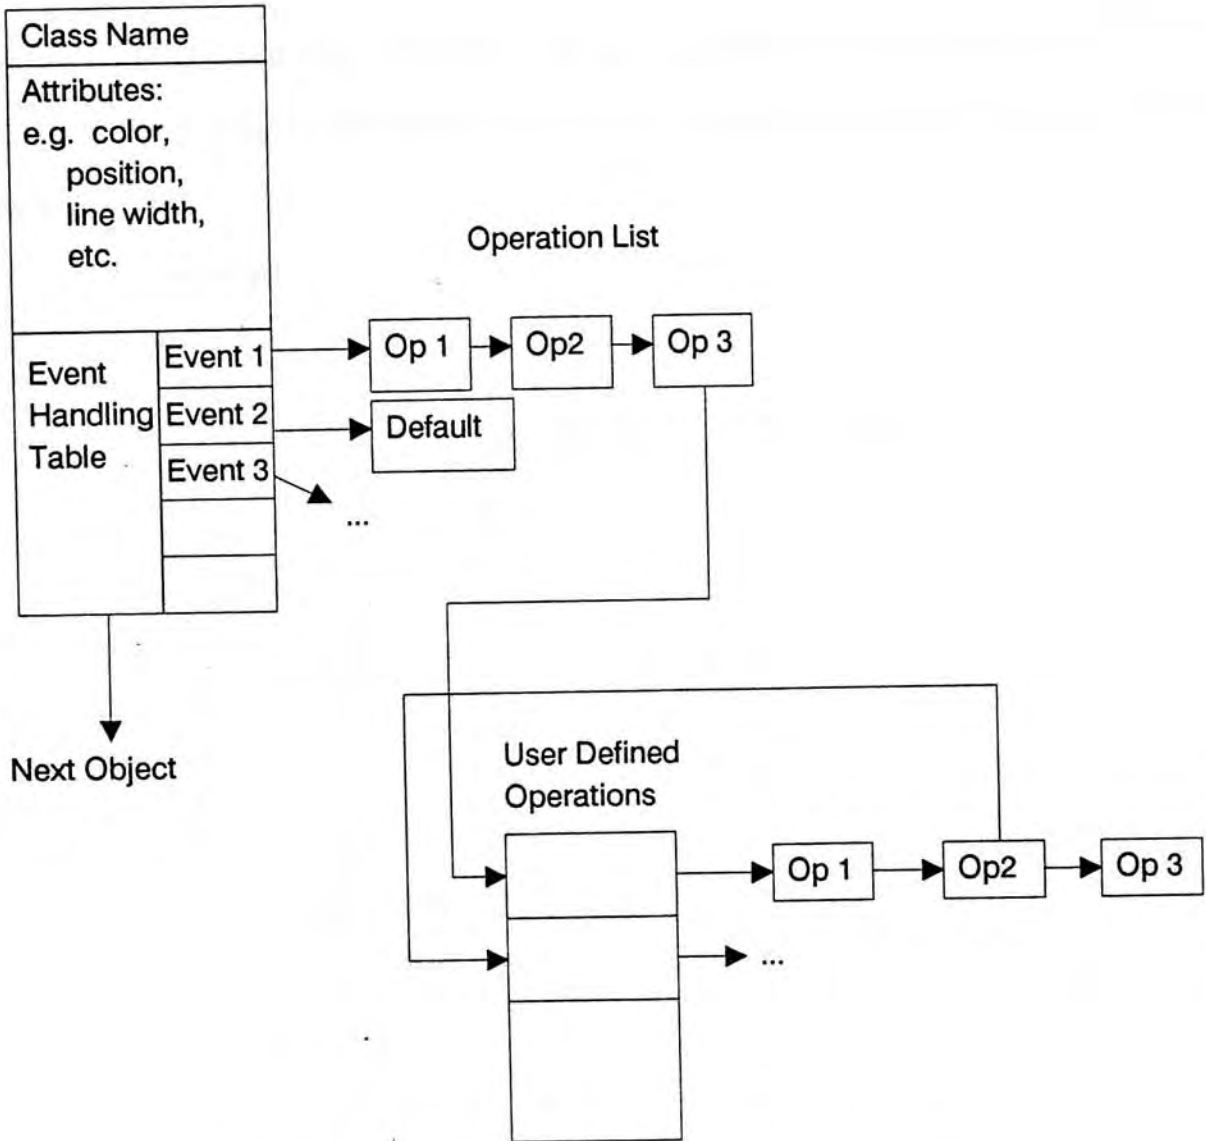 Class Name
Attributes:
e.g. color,
position,
line width,
etc.
Operation List
Event
Handling
Table
Event 1
Event 2
Event 3
Op 1
Op2
Op 3
Default
...
Next Object
User Defined
Operations
Op 1
Op2
Op 3
...